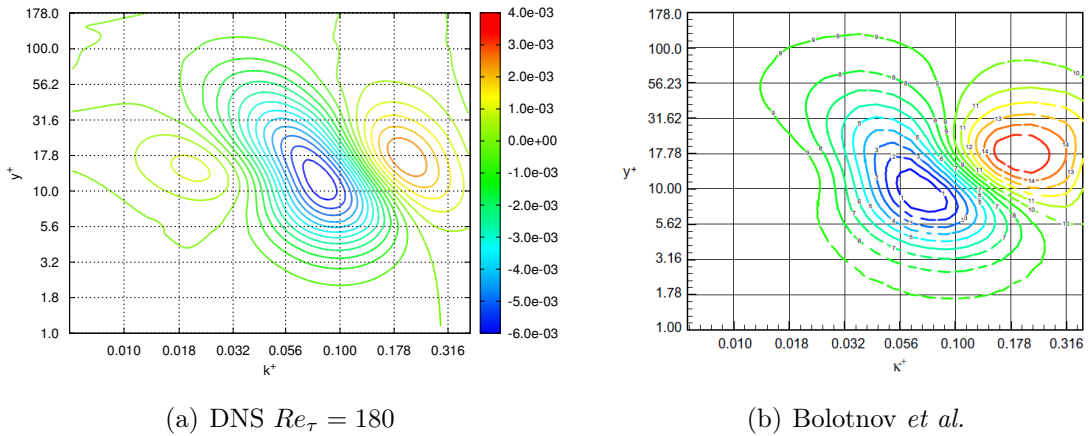 178.0
100.0
56.2
31.6
17.8
10.0
5.6
3.2
1.8
1.0
y+
0.010 0.018 0.032 0.056 0.100 0.178 0.316
k+
4.0e-03
3.0e-03
2.0e-03
1.0e-03
0.0e+00
-1.0e-03
-2.0e-03
-3.0e-03
-4.0e-03
-5.0e-03
-6.0e-03
(a) DNS Reτ = 180
178.0
100.0
56.23
31.62
17.78
10.00
5.62
3.16
1.78
1.00
y+
0.010 0.018 0.032 0.056 0.100 0.178 0.316
κ+
(b) Bolotnov et al.